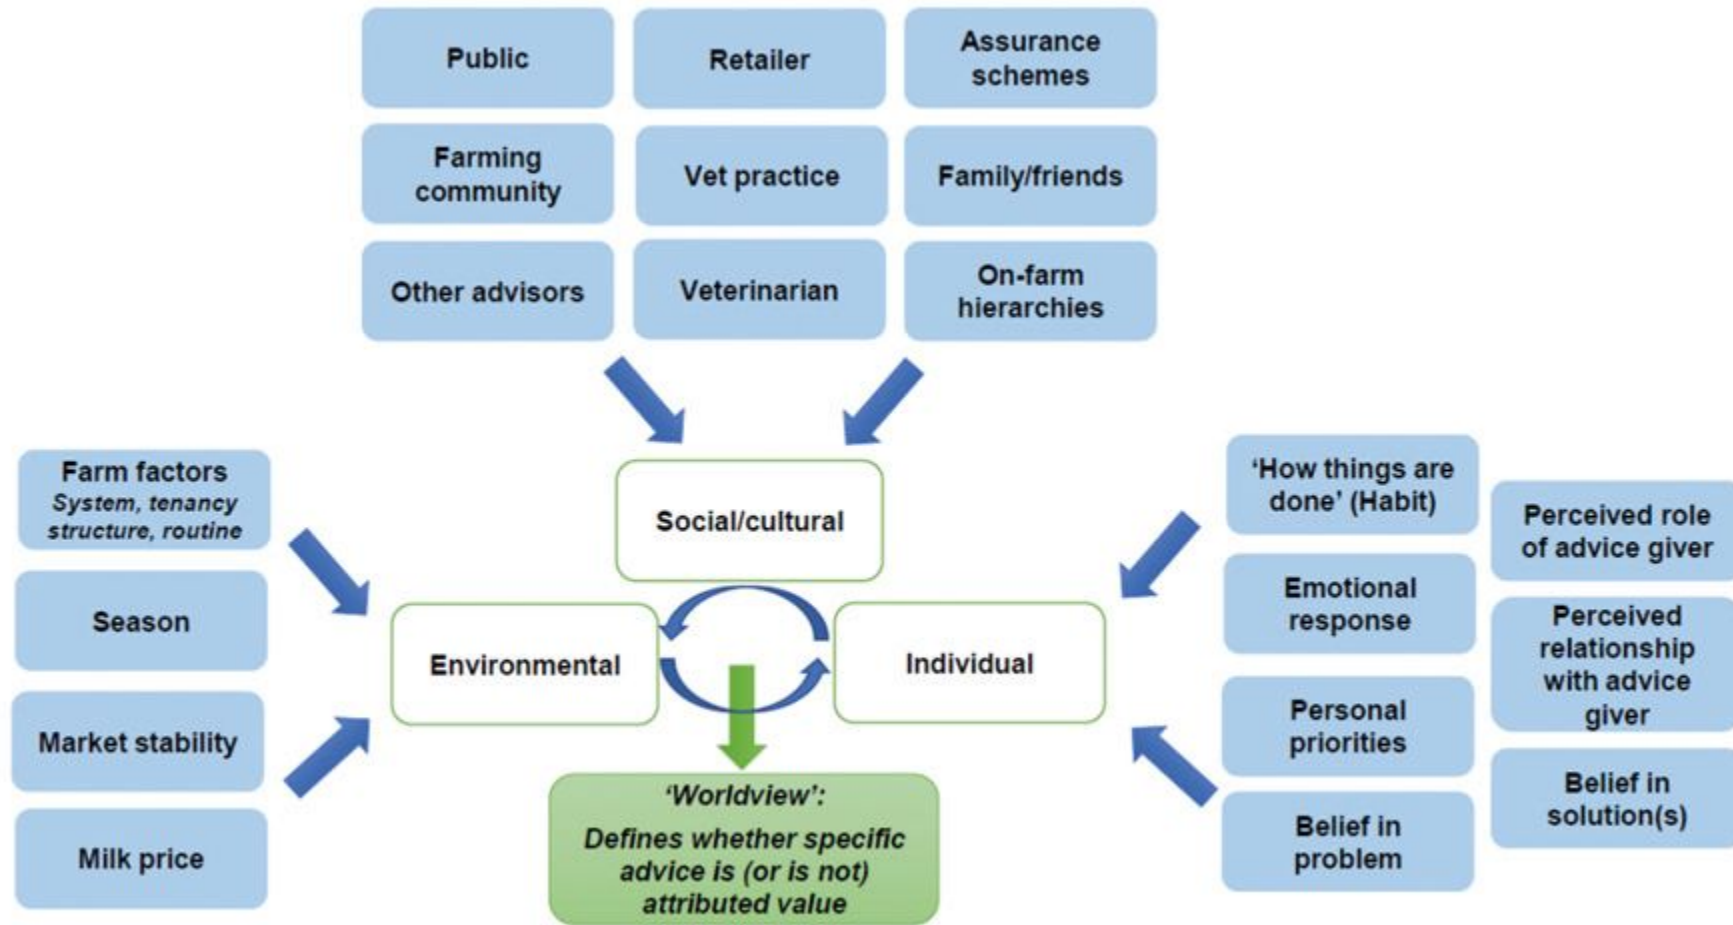 Public
Retailer
Assurance
schemes
Farming
community
Vet practice
Family/friends
Other advisors
Veterinarian
On-farm
hierarchies
Farm factors
System, tenancy
structure, routine
Season
Market stability
Milk price
Social/cultural
Environmental
Individual
‘Worldview’:
Defines whether specific
advice is (or is not)
attributed value
‘How things are
done’ (Habit)
Emotional
response
Personal
priorities
Belief in
problem
Perceived role
of advice giver
Perceived
relationship
with advice
giver
Belief in
solution(s)